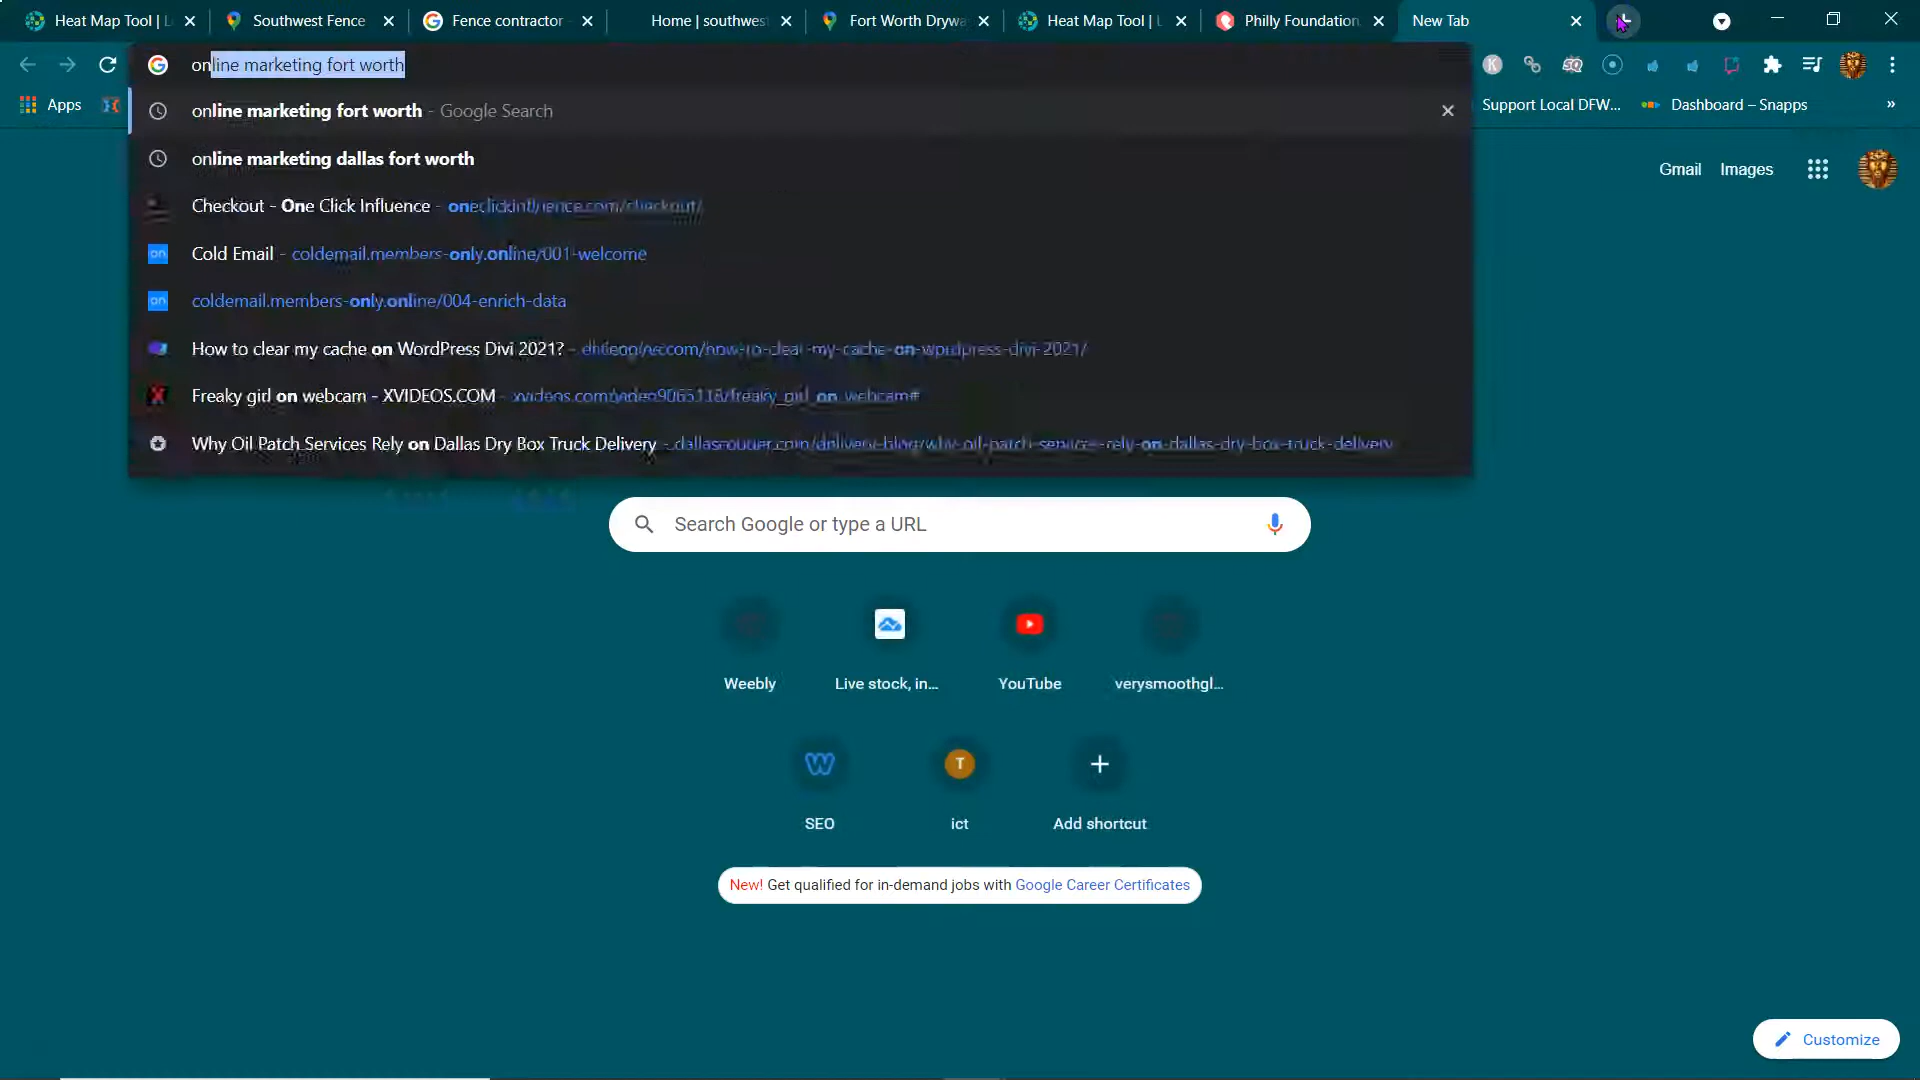 Heat Map Tool | L
Southwest Fence
Fence contractor
Home | southwest
Fort Worth Drywa
Heat Map Tool | L
Philly Foundation
New Tab
online marketing fort worth
Apps
Support Local DFW...
Dashboard – Snapps
»
online marketing fort worth - Google Search
online marketing dallas fort worth
Gmail
Images
Checkout - One Click Influence - oneclickinfluence.com/checkout/
Cold Email - coldemail.members-only.online/001-welcome
coldemail.members-only.online/004-enrich-data
How to clear my cache on WordPress Divi 2021? -
Freaky girl on webcam - XVIDEOS.COM -
Why Oil Patch Services Rely on Dallas Dry Box Truck Delivery -
Search Google or type a URL
Weebly
Live stock, in...
YouTube
verysmoothgl...
T
SEO
ict
Add shortcut
New! Get qualified for in-demand jobs with Google Career Certificates
Customize